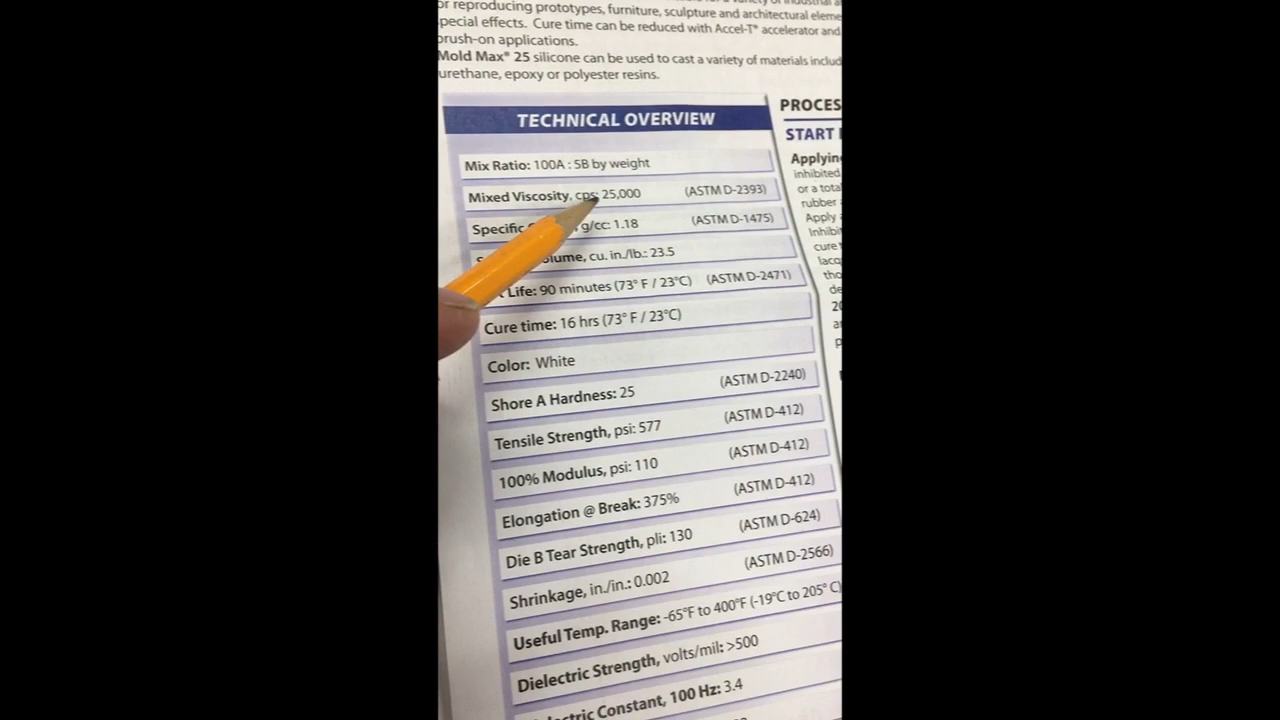 or reproducing prototypes, furniture, sculpture and architectural eleme
special effects. Cure time can be reduced with Accel-T® accelerator and
brush-on applications.
Mold Max® 25 silicone can be used to cast a variety of materials includ
urethane, epoxy or polyester resins.
TECHNICAL OVERVIEW
Mix Ratio: 100A : 5B by weight
Mixed Viscosity, cps: 25,000 (ASTM D-2393)
Specific g/cc: 1.18 (ASTM D-1475)
cu. in./lb.: 23.5
Life: 90 minutes (73° F / 23°C) (ASTM D-2471)
Cure time: 16 hrs (73° F / 23°C)
Color: White
Shore A Hardness: 25 (ASTM D-2240)
Tensile Strength, psi: 577 (ASTM D-412)
100% Modulus, psi: 110 (ASTM D-412)
Elongation @ Break: 375% (ASTM D-412)
Die B Tear Strength, pli: 130 (ASTM D-624)
Shrinkage, in./in.: 0.002 (ASTM D-2566)
Useful Temp. Range: -65°F to 400°F (-19°C to 205° C)
Dielectric Strength, volts/mil: >500
ectric Constant, 100 Hz: 3.4
PROCES
START
Applyin
inhibited
or a tota
rubber
Apply
Inhibi
cure
lacq
tho
de
20